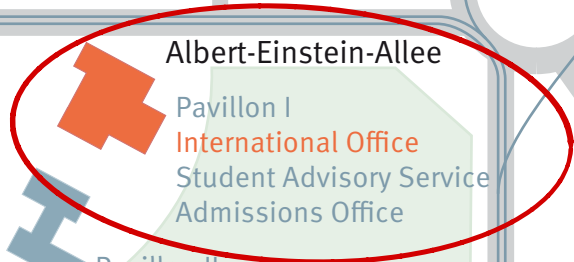 Albert-Einstein-Allee
Pavillon I
International Office
Student Advisory Service
Admissions Office